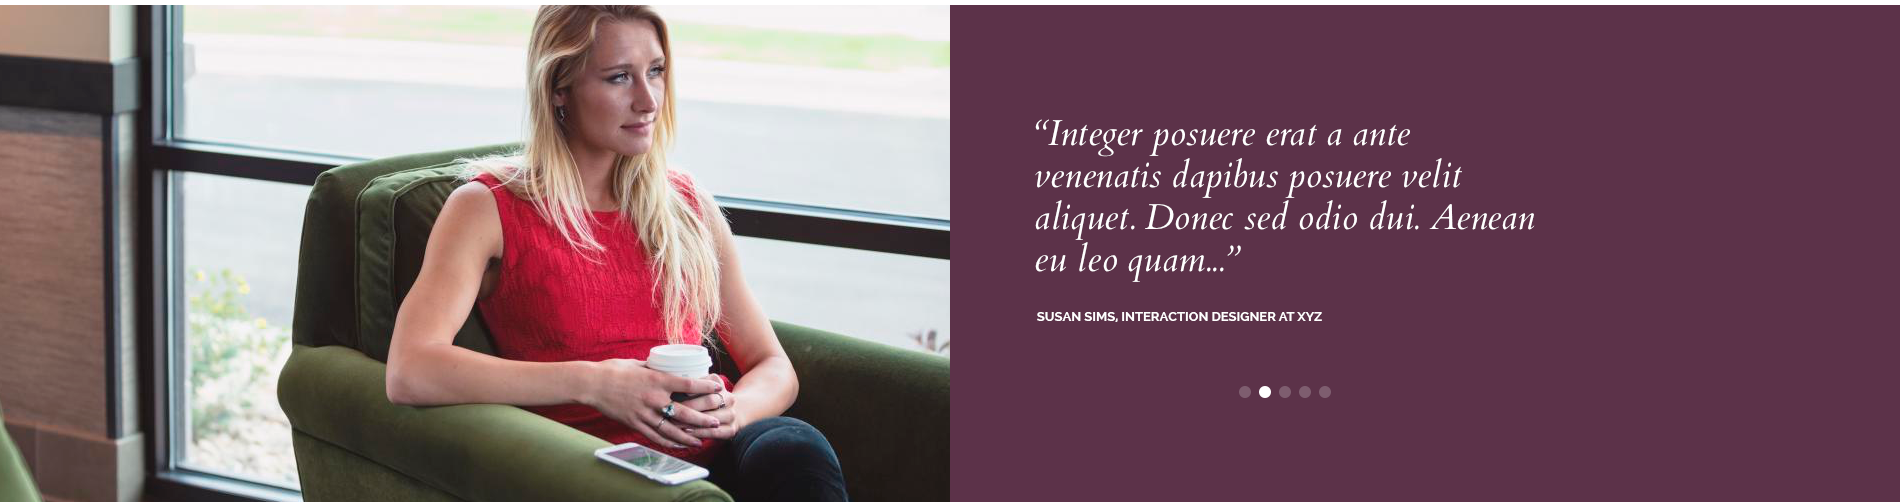 “Integer posuere erat a ante
venenatis dapibus posuere velit
aliquet. Donec sed odio dui. Aenean
eu leo quam...”
SUSAN SIMS, INTERACTION DESIGNER AT XYZ